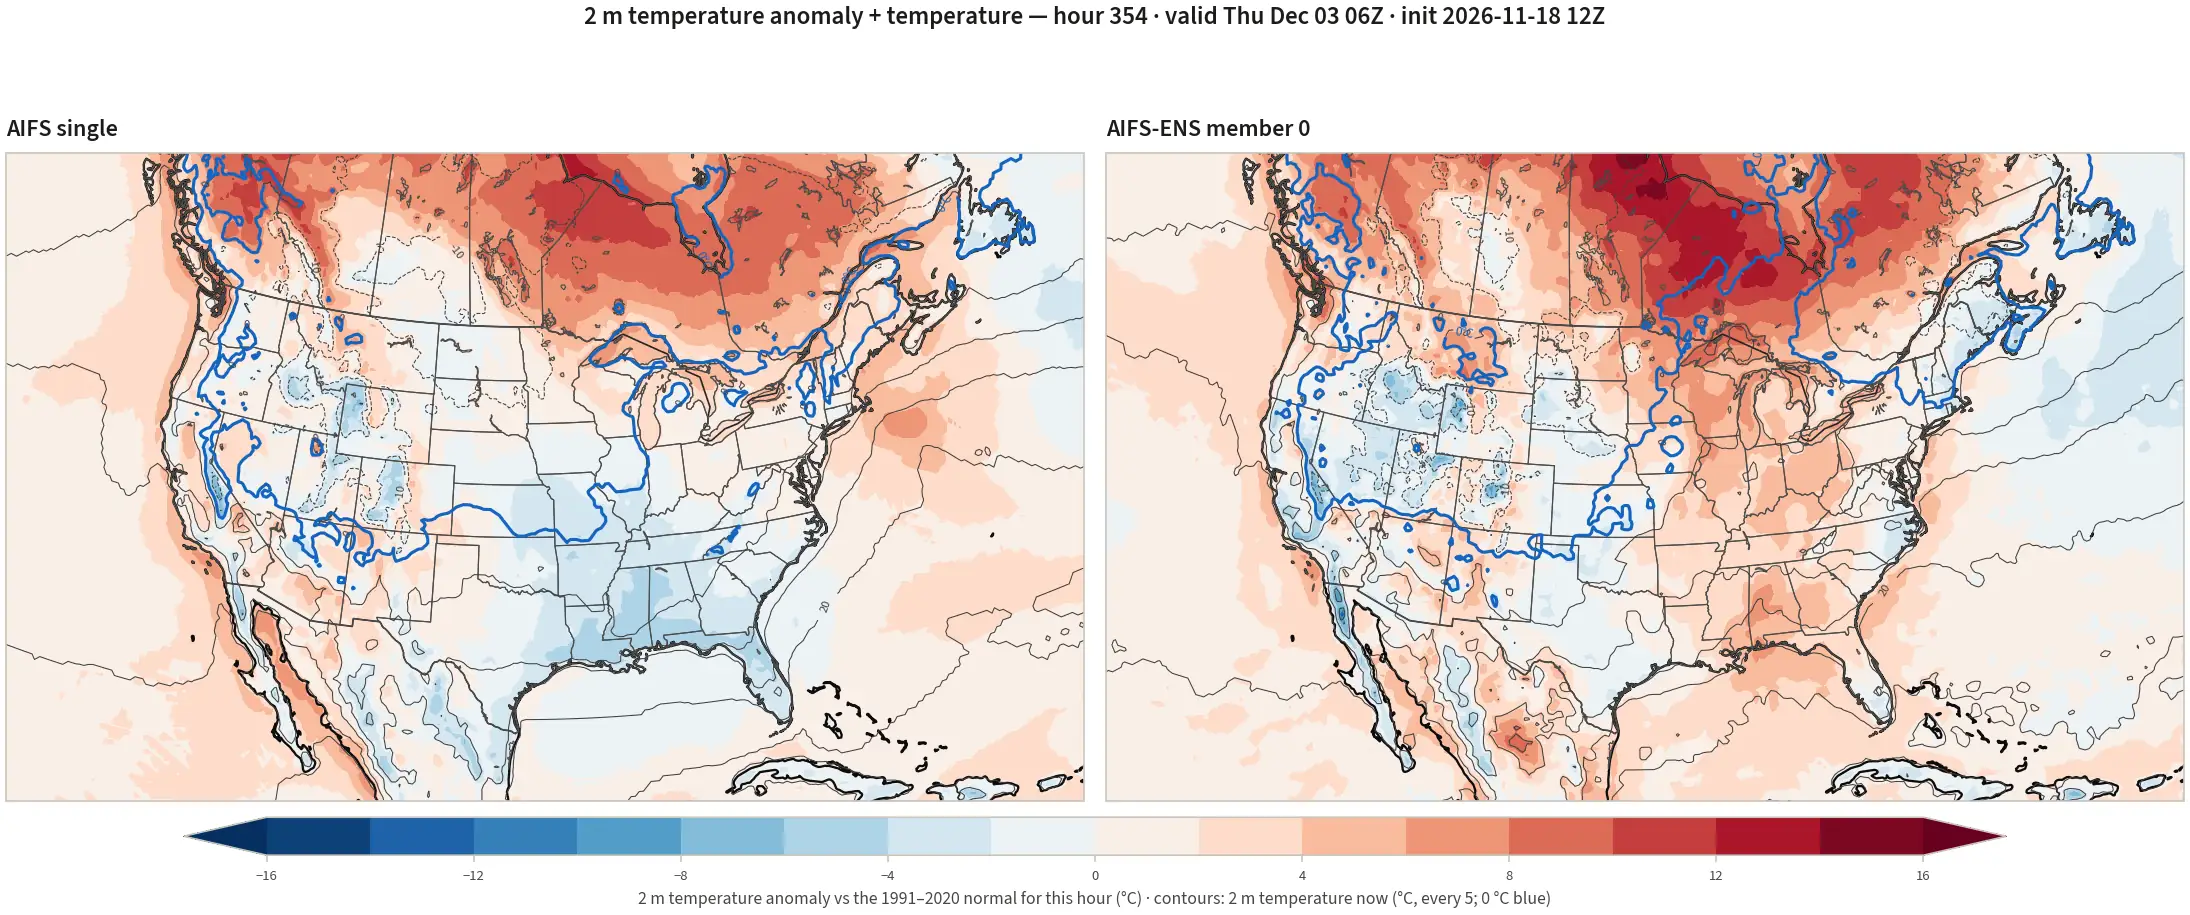 2 m temperature anomaly + temperature — hour 354 · valid Thu Dec 03 06Z · init 2026-11-18 12Z
AIFS single
AIFS-ENS member 0
20
20
−16
−12
−8
−4
0
4
8
12
16
2 m temperature anomaly vs the 1991–2020 normal for this hour (°C) · contours: 2 m temperature now (°C, every 5; 0 °C blue)